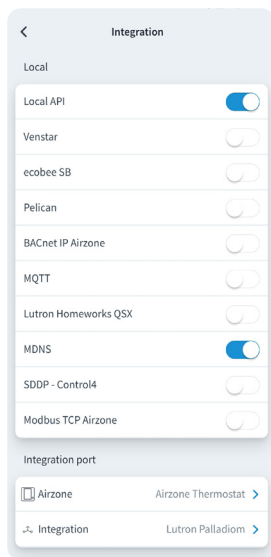 Integration
Local
Local API
Venstar
ecobee SB
Pelican
BACnet IP Airzone
MQTT
Lutron Homeworks QSX
MDNS
SDDP - Control4
Modbus TCP Airzone
Integration port
Airzone Airzone Thermostat
Integration Lutron Palladiom